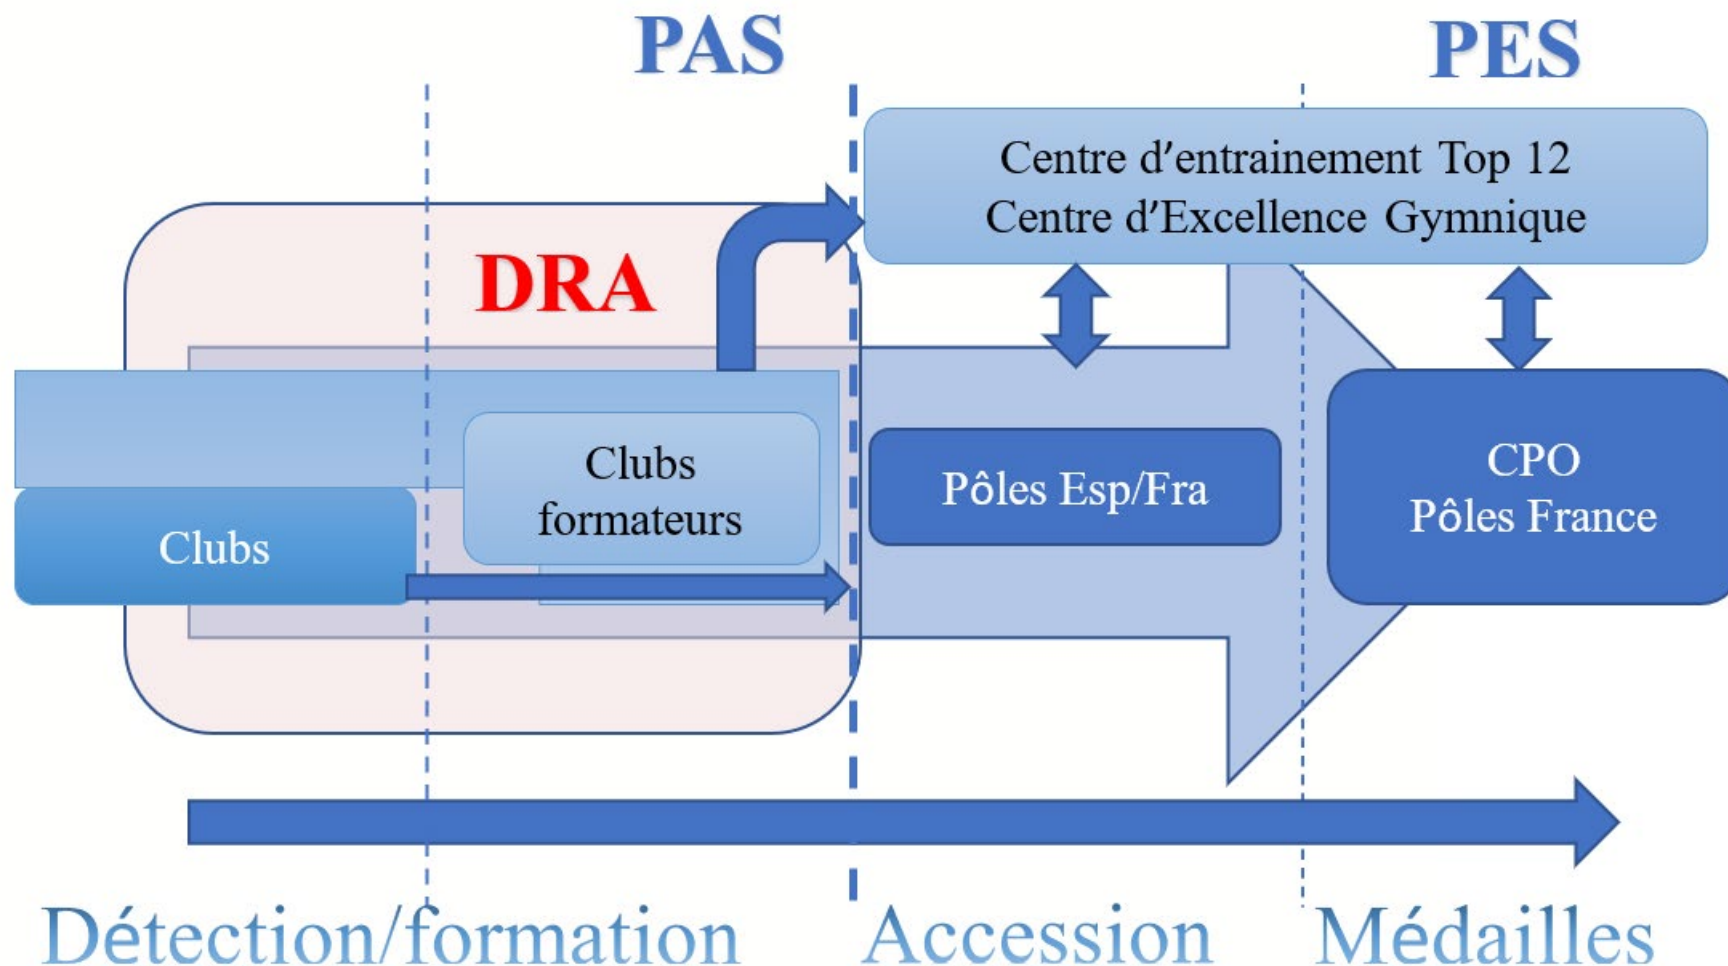 PAS
PES
Centre d’entrainement Top 12
Centre d’Excellence Gymnique
DRA
Clubs
formateurs
Clubs
Pôles Esp/Fra
CPO
Pôles France
Détection/formation
Accession
Médailles